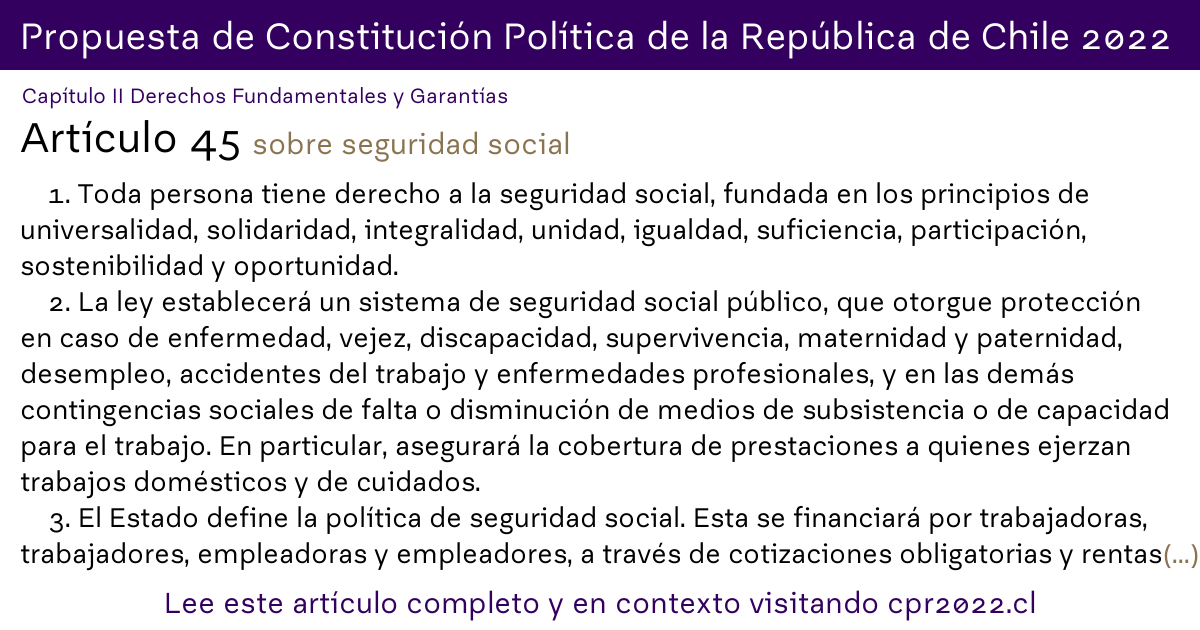 Propuesta de Constitución Política de la República de Chile 2022
Capítulo II Derechos Fundamentales y Garantías
Artículo 45 sobre seguridad social
1. Toda persona tiene derecho a la seguridad social, fundada en los principios de
universalidad, solidaridad, integralidad, unidad, igualdad, suficiencia, participación,
sostenibilidad y oportunidad.
2. La ley establecerá un sistema de seguridad social público, que otorgue protección
en caso de enfermedad, vejez, discapacidad, supervivencia, maternidad y paternidad,
desempleo, accidentes del trabajo y enfermedades profesionales, y en las demás
contingencias sociales de falta o disminución de medios de subsistencia o de capacidad
para el trabajo. En particular, asegurará la cobertura de prestaciones a quienes ejerzan
trabajos domésticos y de cuidados.
3. El Estado define la política de seguridad social. Esta se financiará por trabajadoras,
trabajadores, empleadoras y empleadores, a través de cotizaciones obligatorias y rentas(...)
Lee este artículo completo y en contexto visitando cpr2022.cl